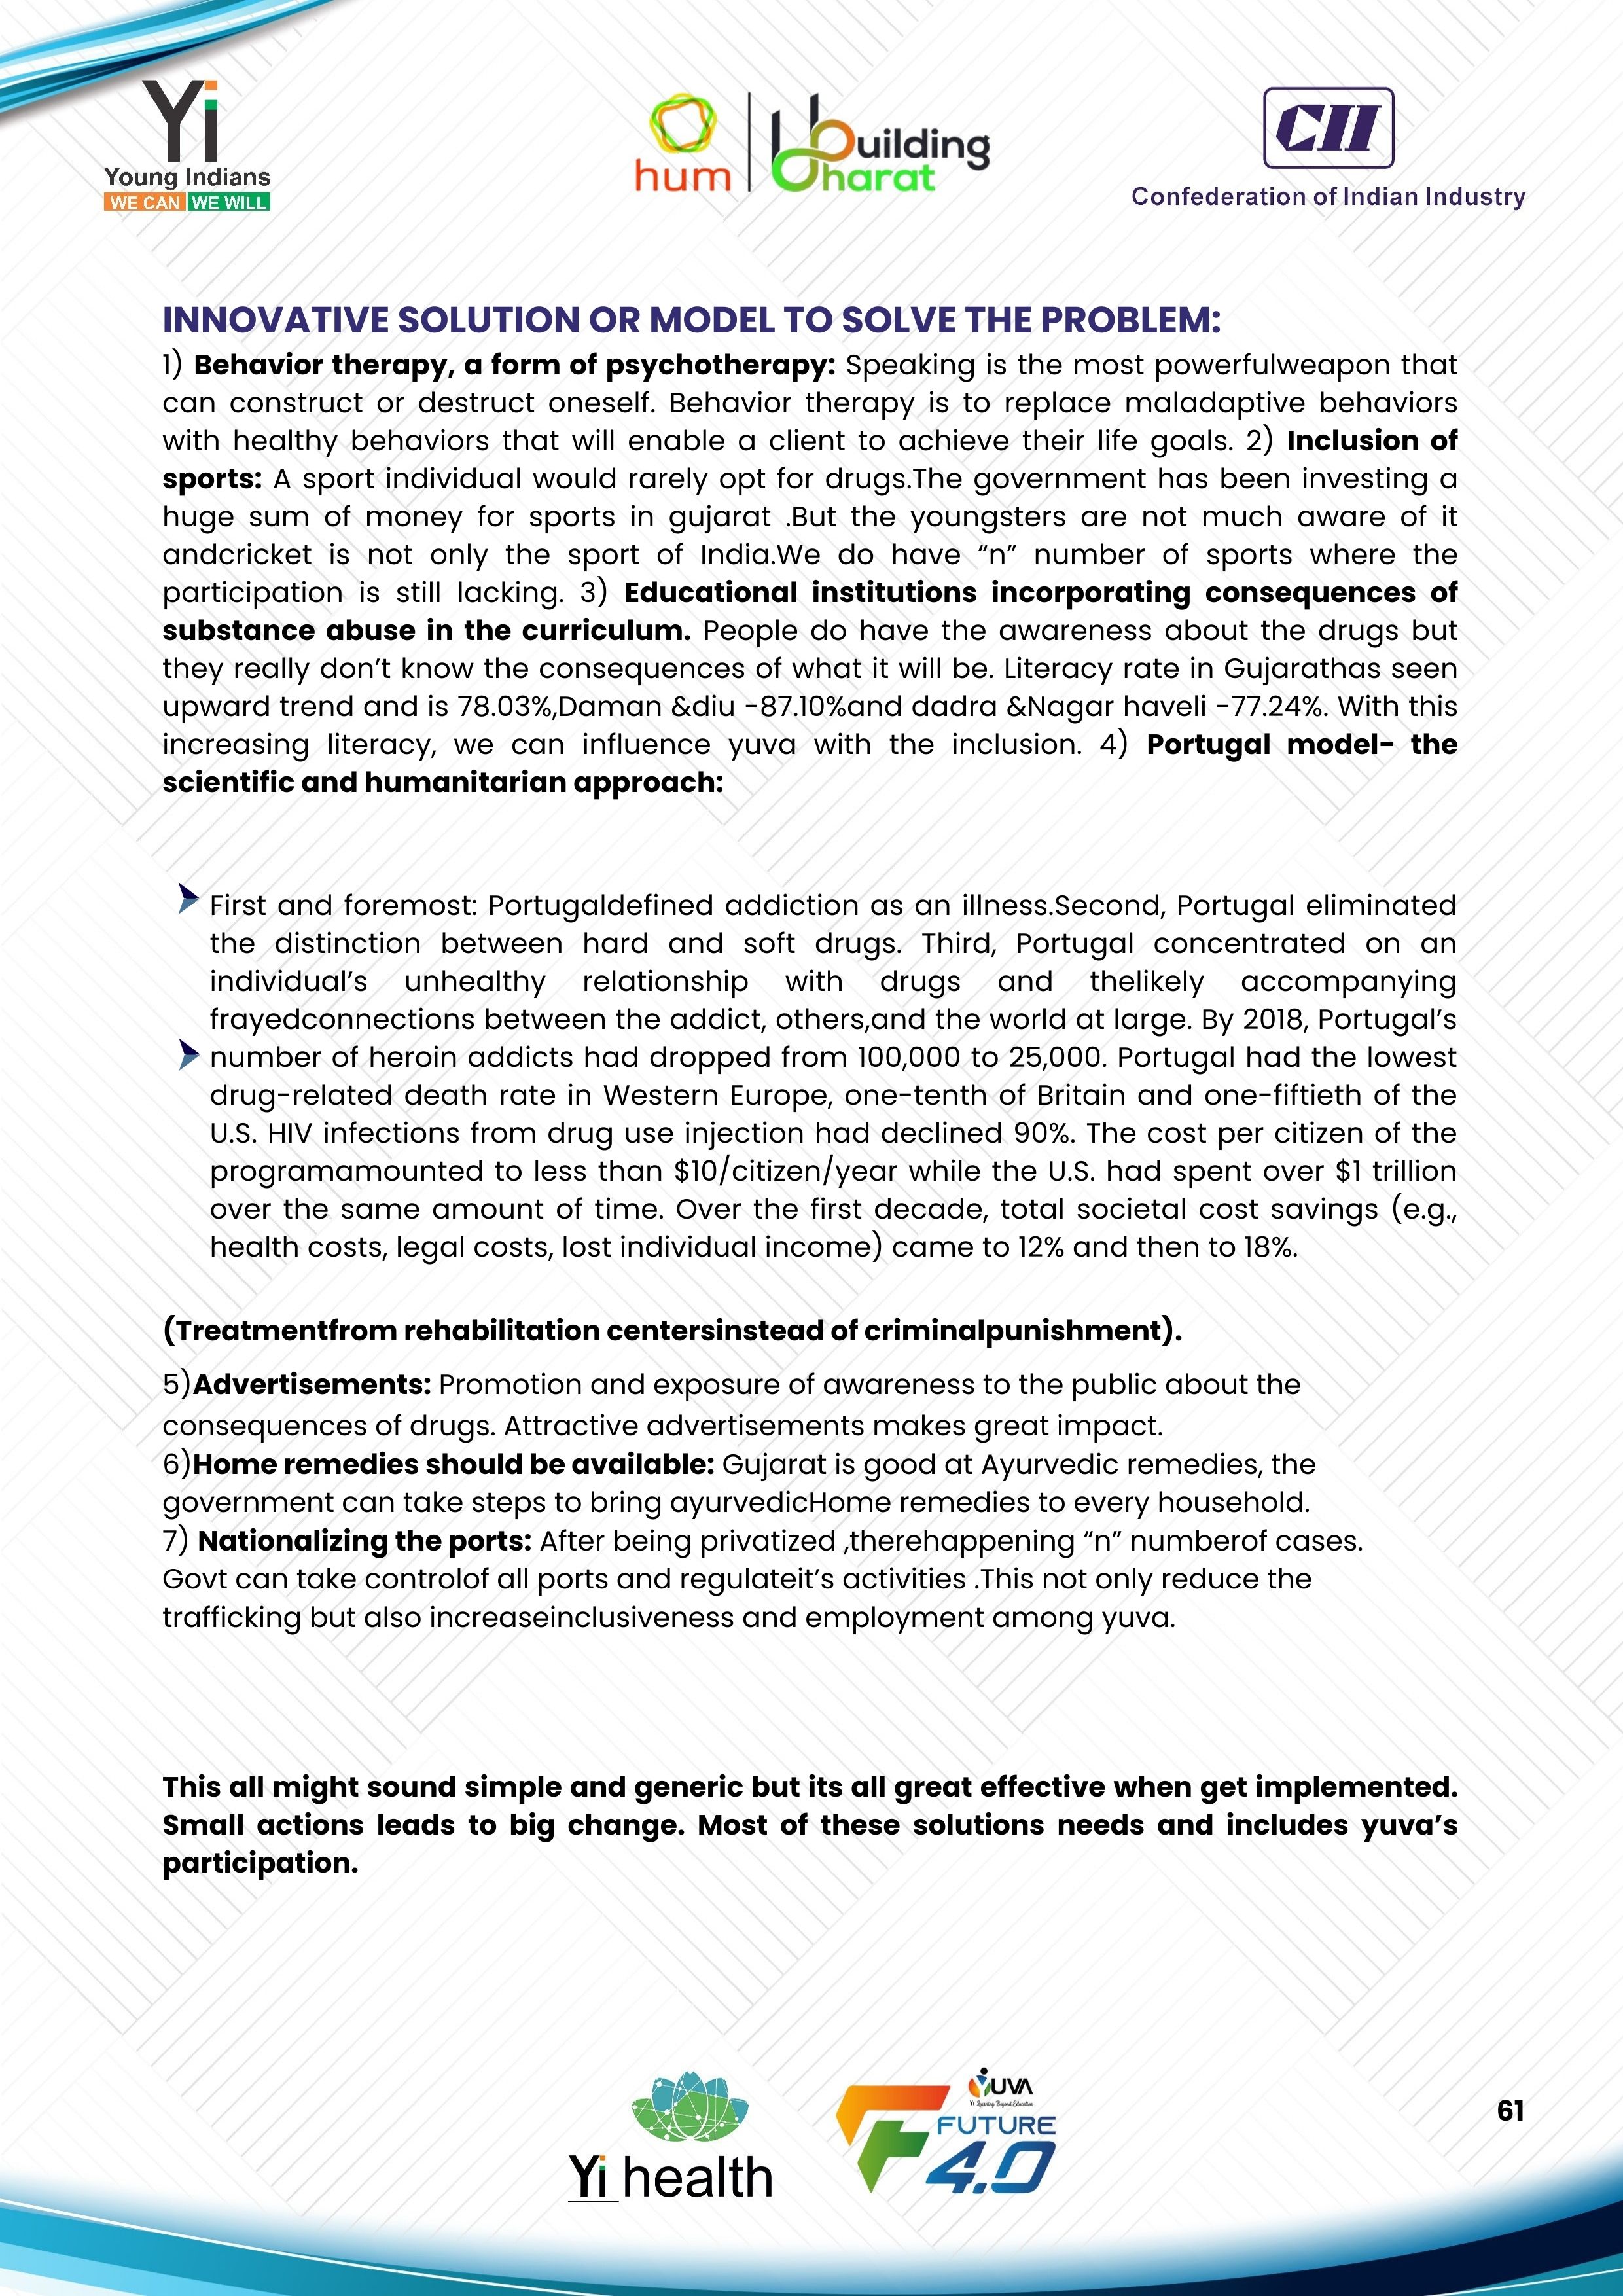 Yi
Young Indians
WE CAN WE WILL
hum
Building
Bharat
CII
Confederation of Indian Industry
INNOVATIVE SOLUTION OR MODEL TO SOLVE THE PROBLEM:
1) Behavior therapy, a form of psychotherapy: Speaking is the most powerfulweapon that
can construct or destruct oneself. Behavior therapy is to replace maladaptive behaviors
with healthy behaviors that will enable a client to achieve their life goals. 2) Inclusion of
sports: A sport individual would rarely opt for drugs.The government has been investing a
huge sum of money for sports in gujarat .But the youngsters are not much aware of it
andcricket is not only the sport of India.We do have “n” number of sports where the
participation is still lacking. 3) Educational institutions incorporating consequences of
substance abuse in the curriculum. People do have the awareness about the drugs but
they really don’t know the consequences of what it will be. Literacy rate in Gujarathas seen
upward trend and is 78.03%,Daman &diu -87.10%and dadra &Nagar haveli -77.24%. With this
increasing literacy, we can influence yuva with the inclusion. 4) Portugal model- the
scientific and humanitarian approach:
First and foremost: Portugaldefined addiction as an illness.Second, Portugal eliminated
the distinction between hard and soft drugs. Third, Portugal concentrated on an
individual’s unhealthy relationship with drugs and thelikely accompanying
frayedconnections between the addict, others,and the world at large. By 2018, Portugal’s
number of heroin addicts had dropped from 100,000 to 25,000. Portugal had the lowest
drug-related death rate in Western Europe, one-tenth of Britain and one-fiftieth of the
U.S. HIV infections from drug use injection had declined 90%. The cost per citizen of the
programamounted to less than $10/citizen/year while the U.S. had spent over $1 trillion
over the same amount of time. Over the first decade, total societal cost savings (e.g.,
health costs, legal costs, lost individual income) came to 12% and then to 18%.
(Treatmentfrom rehabilitation centersinstead of criminalpunishment).
5)Advertisements: Promotion and exposure of awareness to the public about the
consequences of drugs. Attractive advertisements makes great impact.
6)Home remedies should be available: Gujarat is good at Ayurvedic remedies, the
government can take steps to bring ayurvedicHome remedies to every household.
7) Nationalizing the ports: After being privatized ,therehappening “n” numberof cases.
Govt can take controlof all ports and regulateit’s activities .This not only reduce the
trafficking but also increaseinclusiveness and employment among yuva.
This all might sound simple and generic but its all great effective when get implemented.
Small actions leads to big change. Most of these solutions needs and includes yuva’s
participation.
Yi health
YUVA
Yi Learning Beyond Education
FUTURE
4.0
61